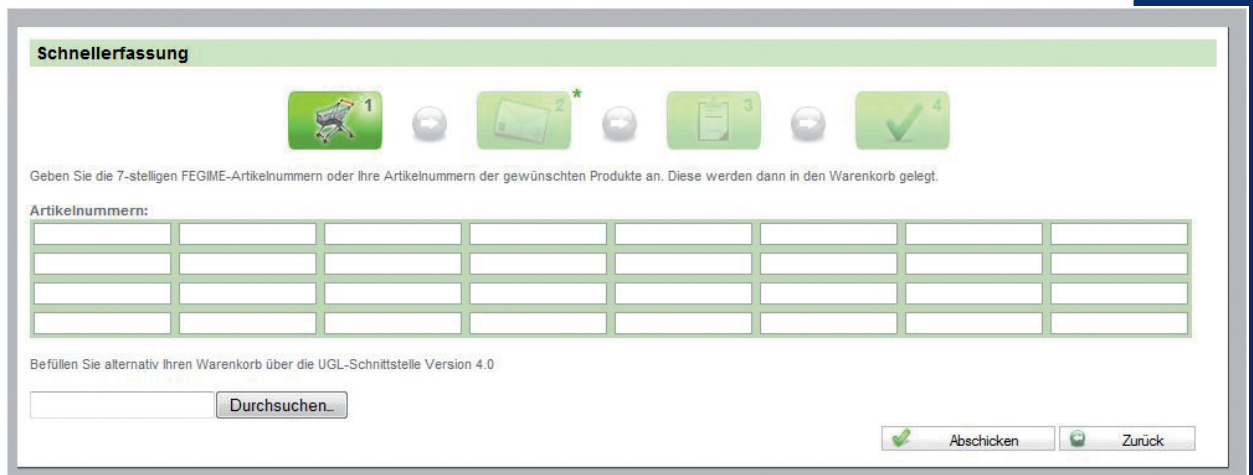 Schnellerfassung
1 2 * 3 4
Geben Sie die 7-stelligen FEGIME-Artikelnummern oder Ihre Artikelnummern der gewünschten Produkte an. Diese werden dann in den Warenkorb gelegt.
Artikelnummern:
Befüllen Sie alternativ Ihren Warenkorb über die UGL-Schnittstelle Version 4.0
Durchsuchen...
Abschicken Zurück